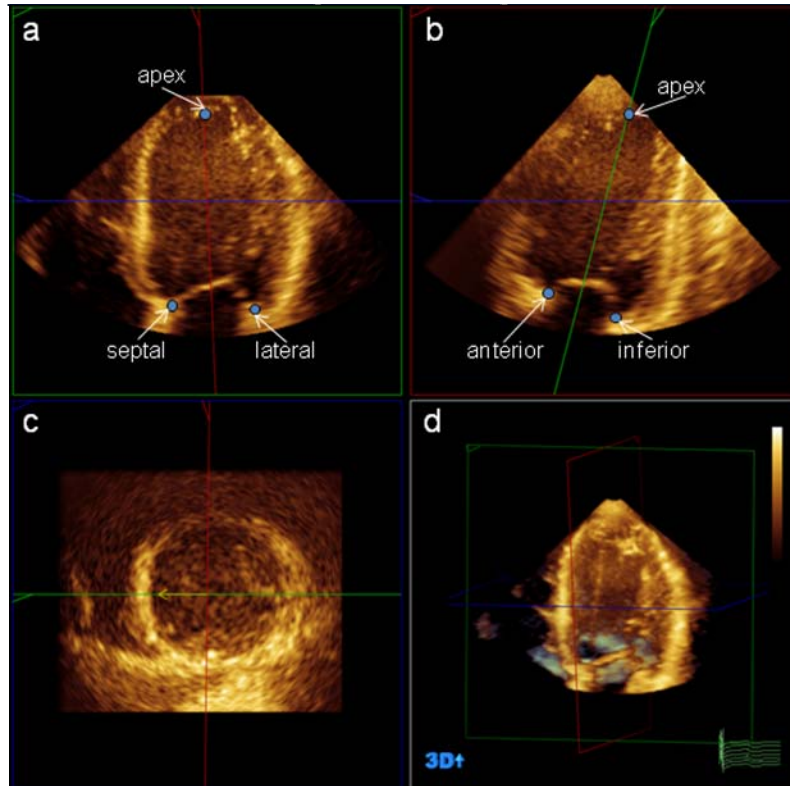 a
apex
septal
lateral
b
apex
anterior
inferior
c
d
3D↑